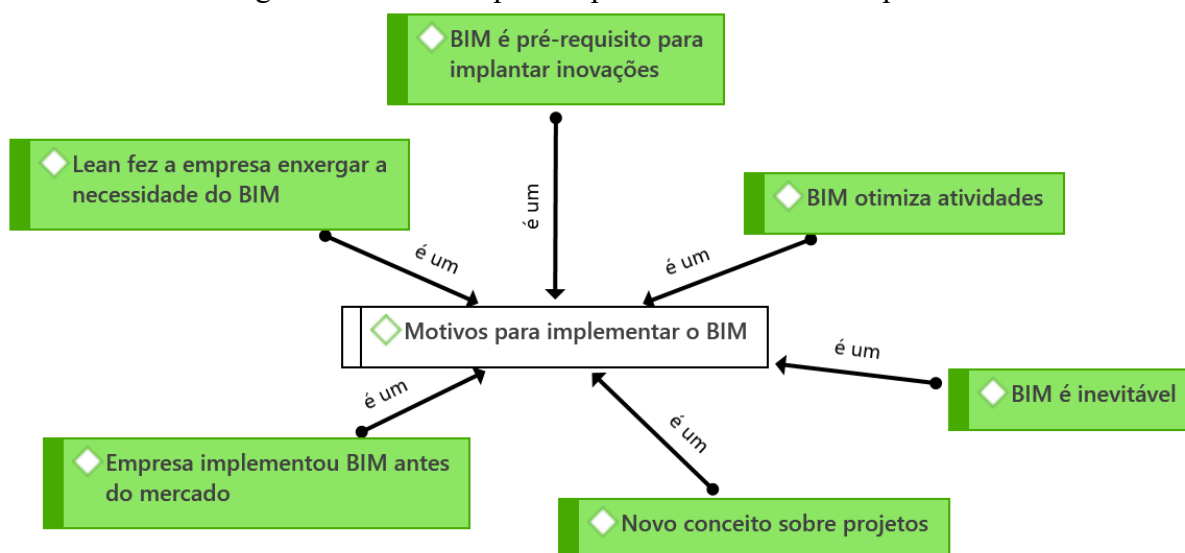 BIM é pré-requisito para
implantar inovações
Lean fez a empresa enxergar a
necessidade do BIM
BIM otimiza atividades
é um
é um
é um
Motivos para implementar o BIM
é um
BIM é inevitável
é um
é um
Empresa implementou BIM antes
do mercado
Novo conceito sobre projetos